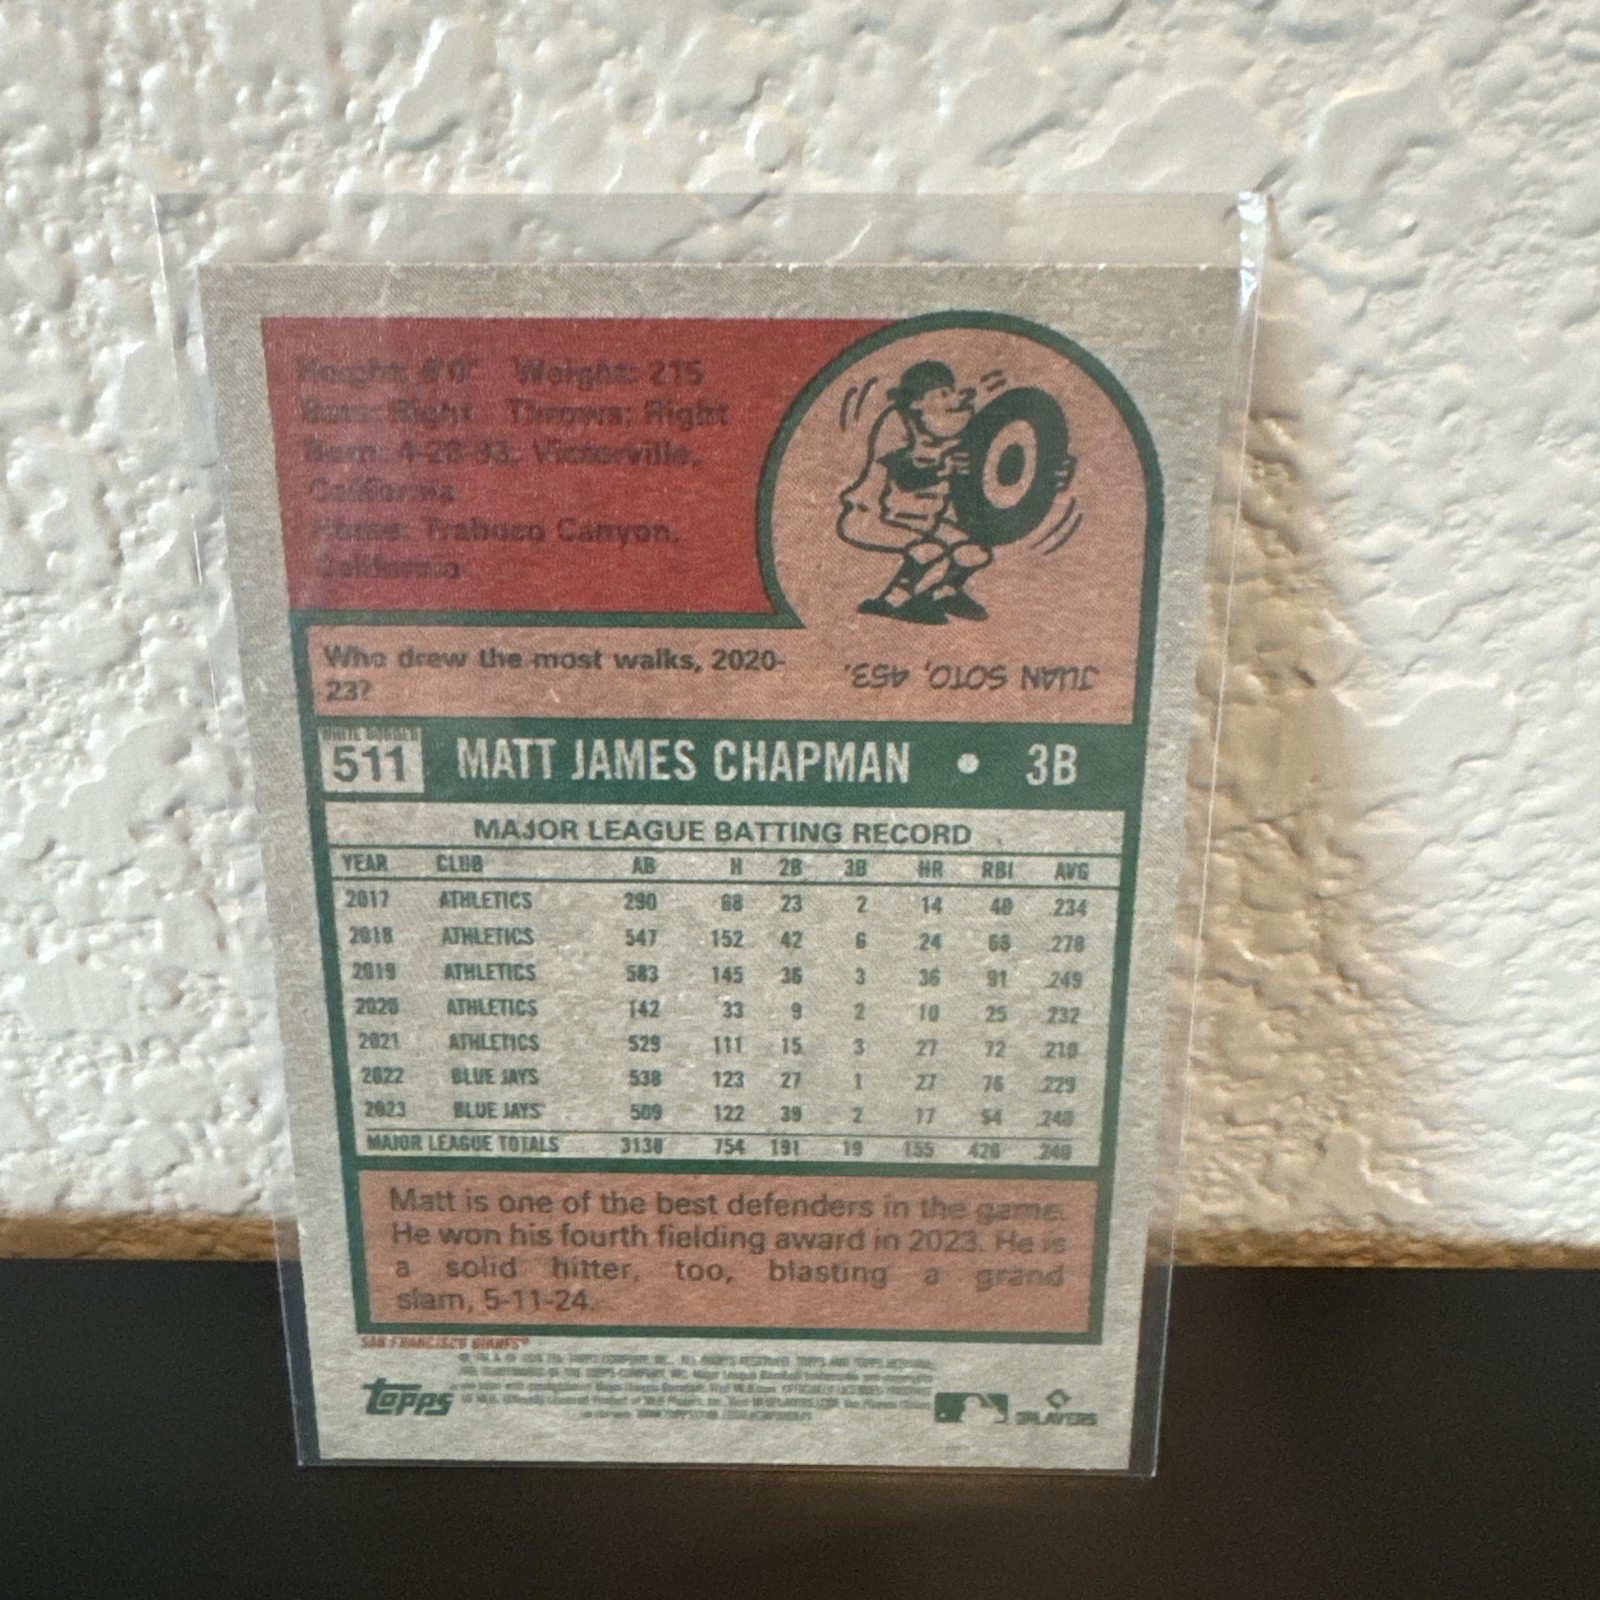 Height: 6'0" Weight: 215
Bats: Right Throws: Right
Born: 4-28-93: Victorville,
California
Home: Trabuco Canyon,
California
Who drew the most walks, 2020-
23?
JUAN SOTO, 453.
WHITE BORDER
511 MATT JAMES CHAPMAN • 3B
MAJOR LEAGUE BATTING RECORD
YEAR CLUB AB H 2B 3B HR RBI AVG
2017 ATHLETICS 290 68 23 2 14 40 .234
2018 ATHLETICS 547 152 42 6 24 68 .278
2019 ATHLETICS 583 145 36 3 36 91 .249
2020 ATHLETICS 142 33 9 2 10 25 .232
2021 ATHLETICS 529 111 15 3 27 72 .210
2022 BLUE JAYS 538 123 27 1 27 76 .229
2023 BLUE JAYS 509 122 39 2 17 54 .240
MAJOR LEAGUE TOTALS 3138 754 191 19 155 426 .240
Matt is one of the best defenders in the game.
He won his fourth fielding award in 2023. He is
a solid hitter, too, blasting a grand
slam, 5-11-24.
SAN FRANCISCO GIANTS
topps
PLAYERS